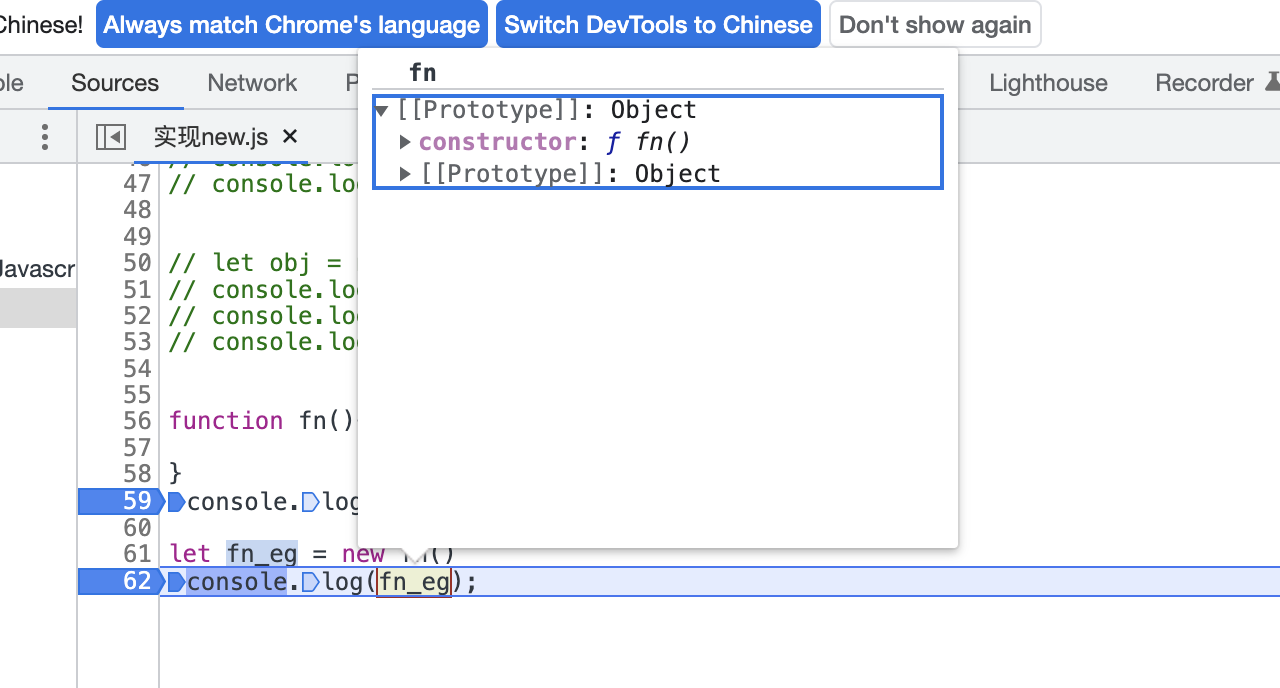 Chinese! Always match Chrome's language Switch DevTools to Chinese Don't show again
Sources Network Lighthouse Recorder
实现new.js ×
Javascr
fn
[[Prototype]]: Object
constructor: ƒ fn()
[[Prototype]]: Object
47 // console.lo
48
49
50 // let obj =
51 // console.lo
52 // console.lo
53 // console.lo
54
55
56 function fn()
57
58 }
59 console.log
60
61 let fn_eg = new fn()
62 console.log(fn_eg);